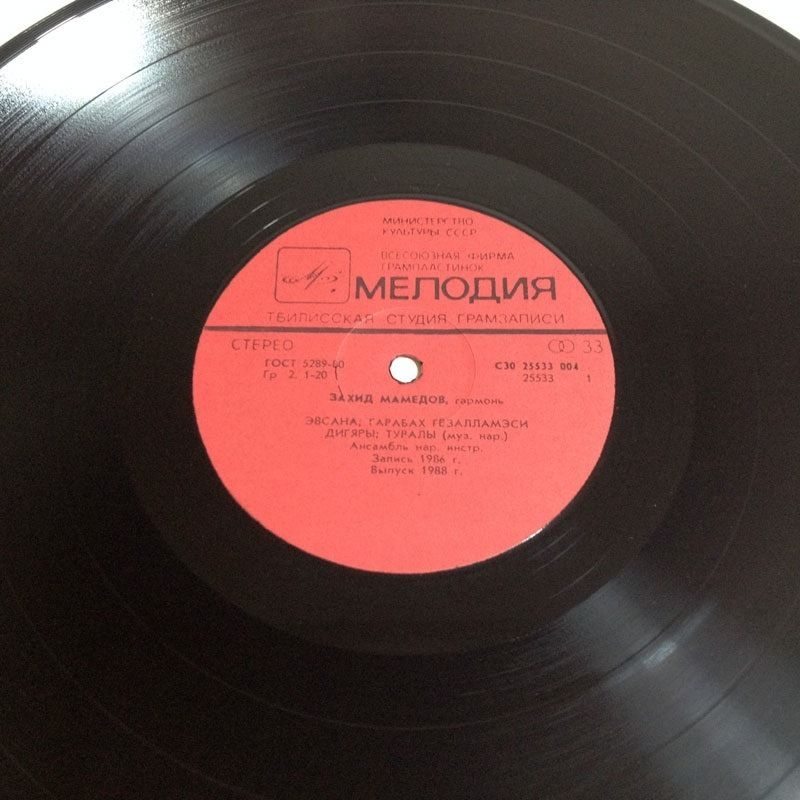 МИНИСТЕРСТВО
КУЛЬТУРЫ СССР
ВСЕСОЮЗНАЯ ФИРМА
ГРАМПЛАСТИНОК
МЕЛОДИЯ
ТБИЛИССКАЯ СТУДИЯ ГРАМЗАПИСИ
СТЕРЕО 33
ГОСТ 5289-80 С30 25533 004
Гр 2. 1-20 25533 1
ЗАХИД МАМЕДОВ, гармонь
ЭВСАНА; ГАРАБАХ ГЕЗАЛЛАМЭСИ
ДИГЯРЫ; ТУРАЛЫ (муз. нар.)
Ансамбль нар. инстр.
Запись 1986 г.
Выпуск 1988 г.